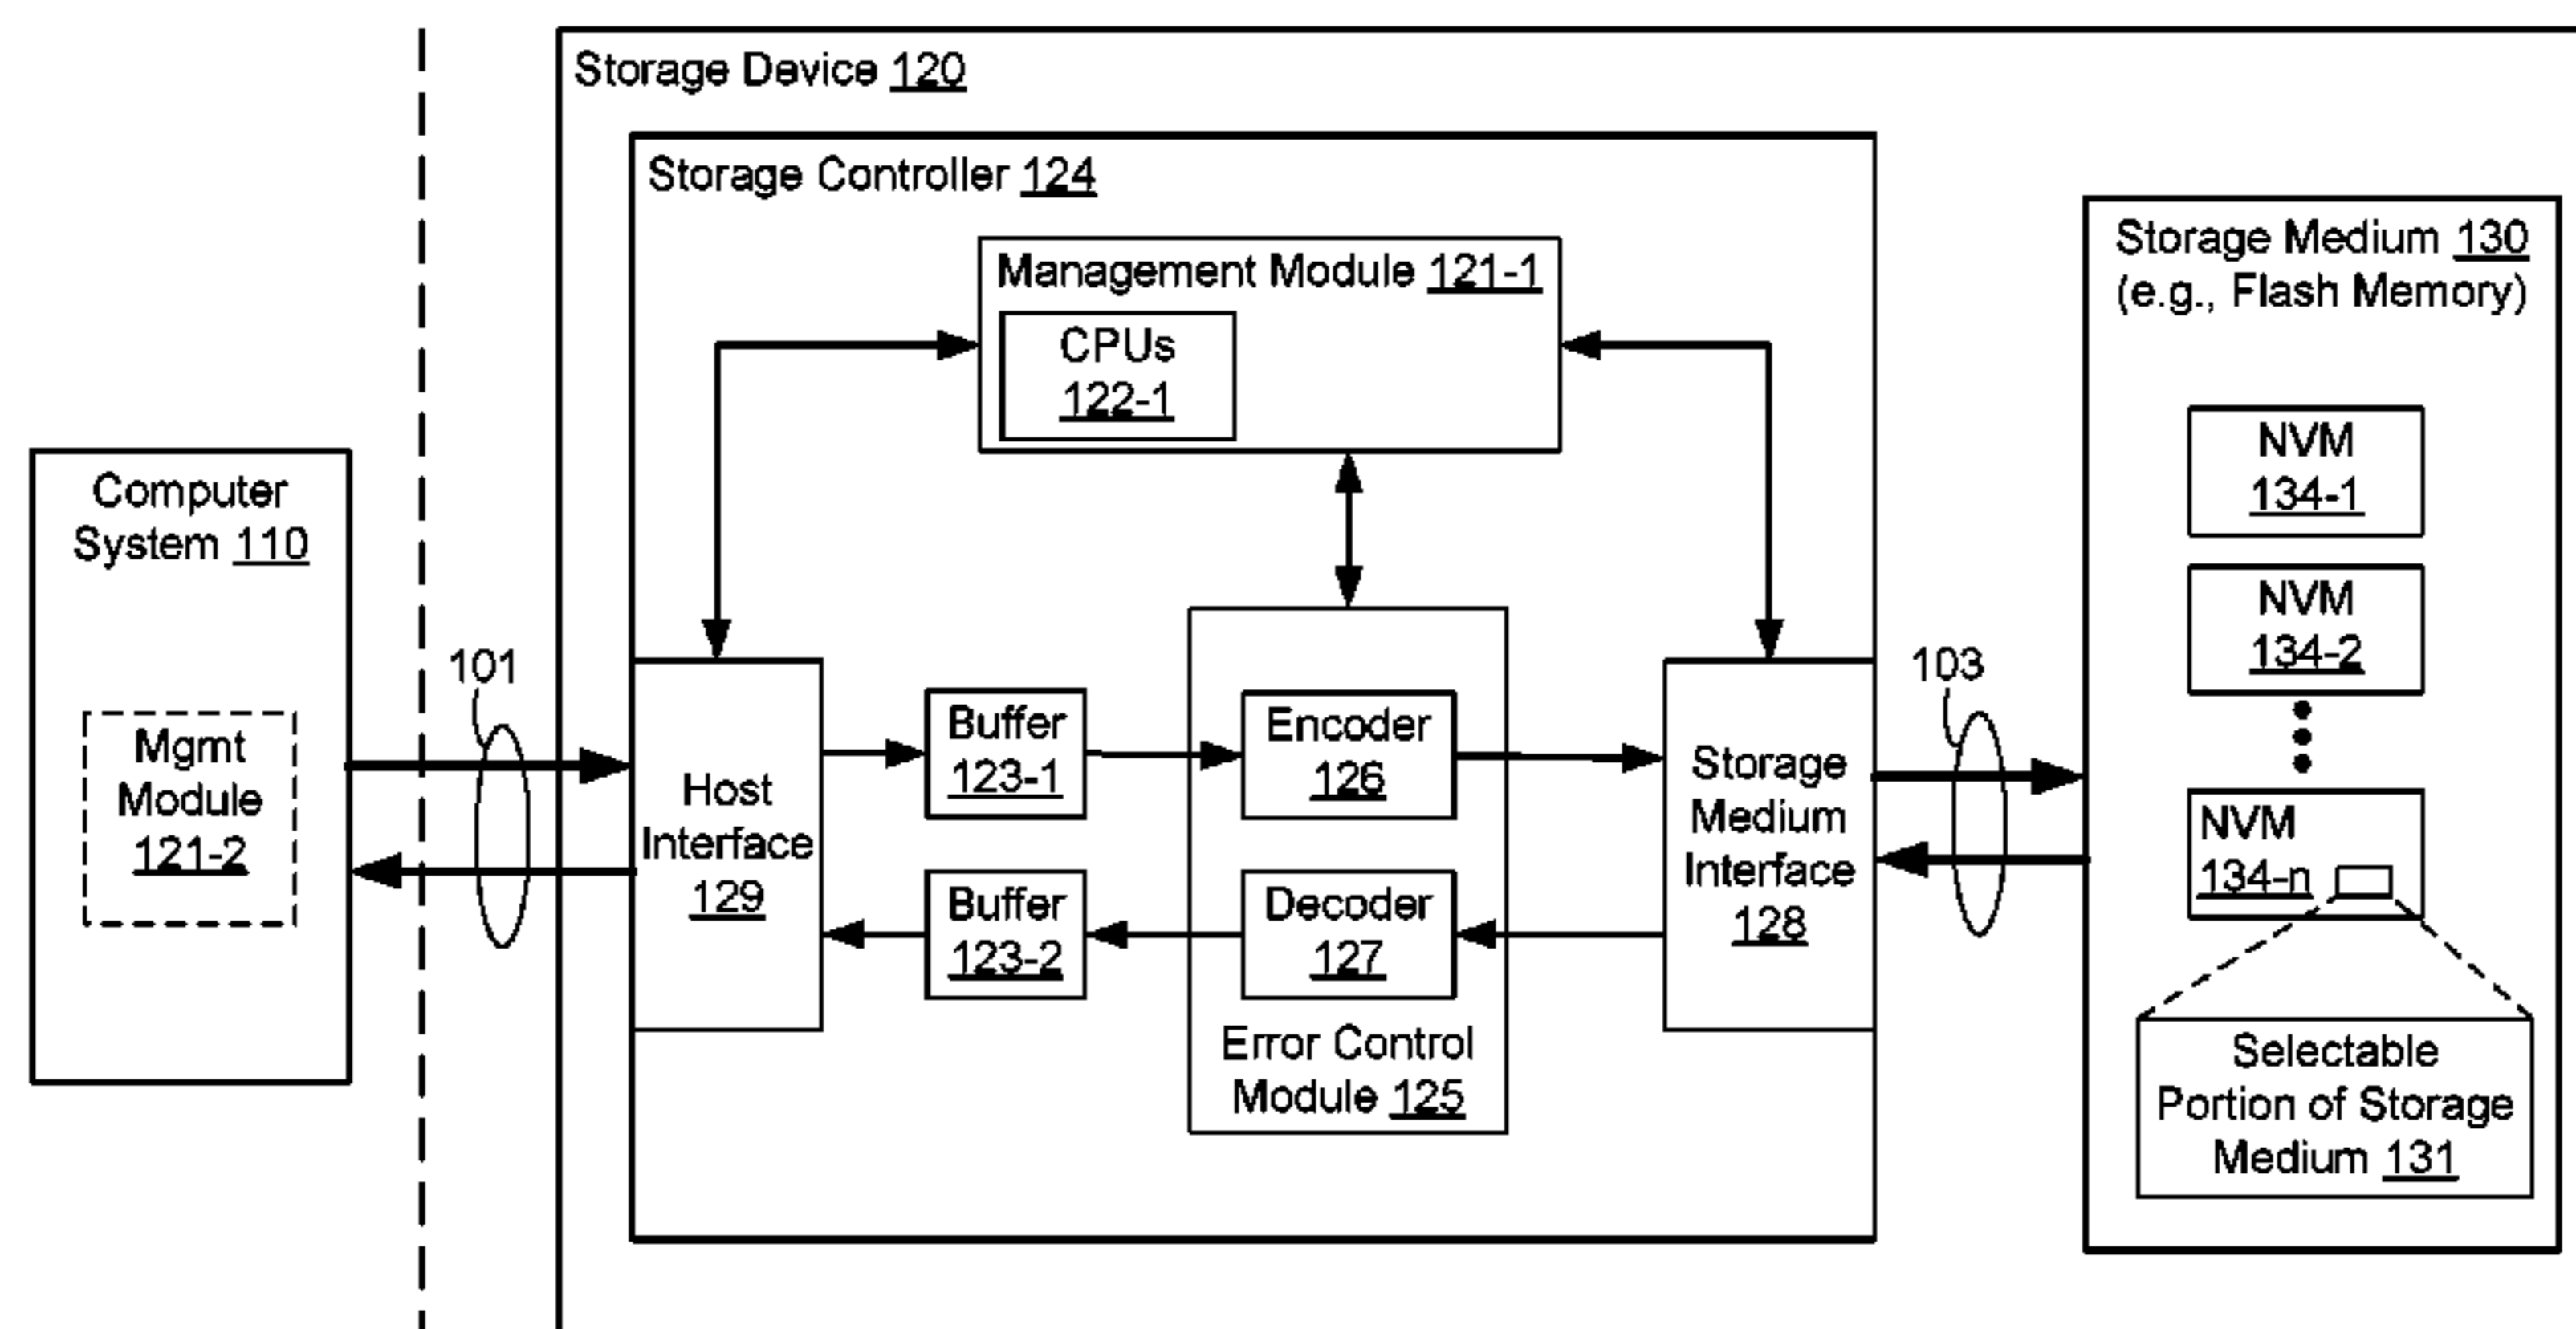 Storage Device 120
Storage Controller 124
Management Module 121-1
CPUs
122-1
Storage Medium 130
(e.g., Flash Memory)
NVM
134-1
NVM
134-2
NVM
134-n
Selectable
Portion of Storage
Medium 131
Computer
System 110
Mgmt
Module
121-2
101
Host
Interface
129
Buffer
123-1
Buffer
123-2
Encoder
126
Decoder
127
Error Control
Module 125
Storage
Medium
Interface
128
103